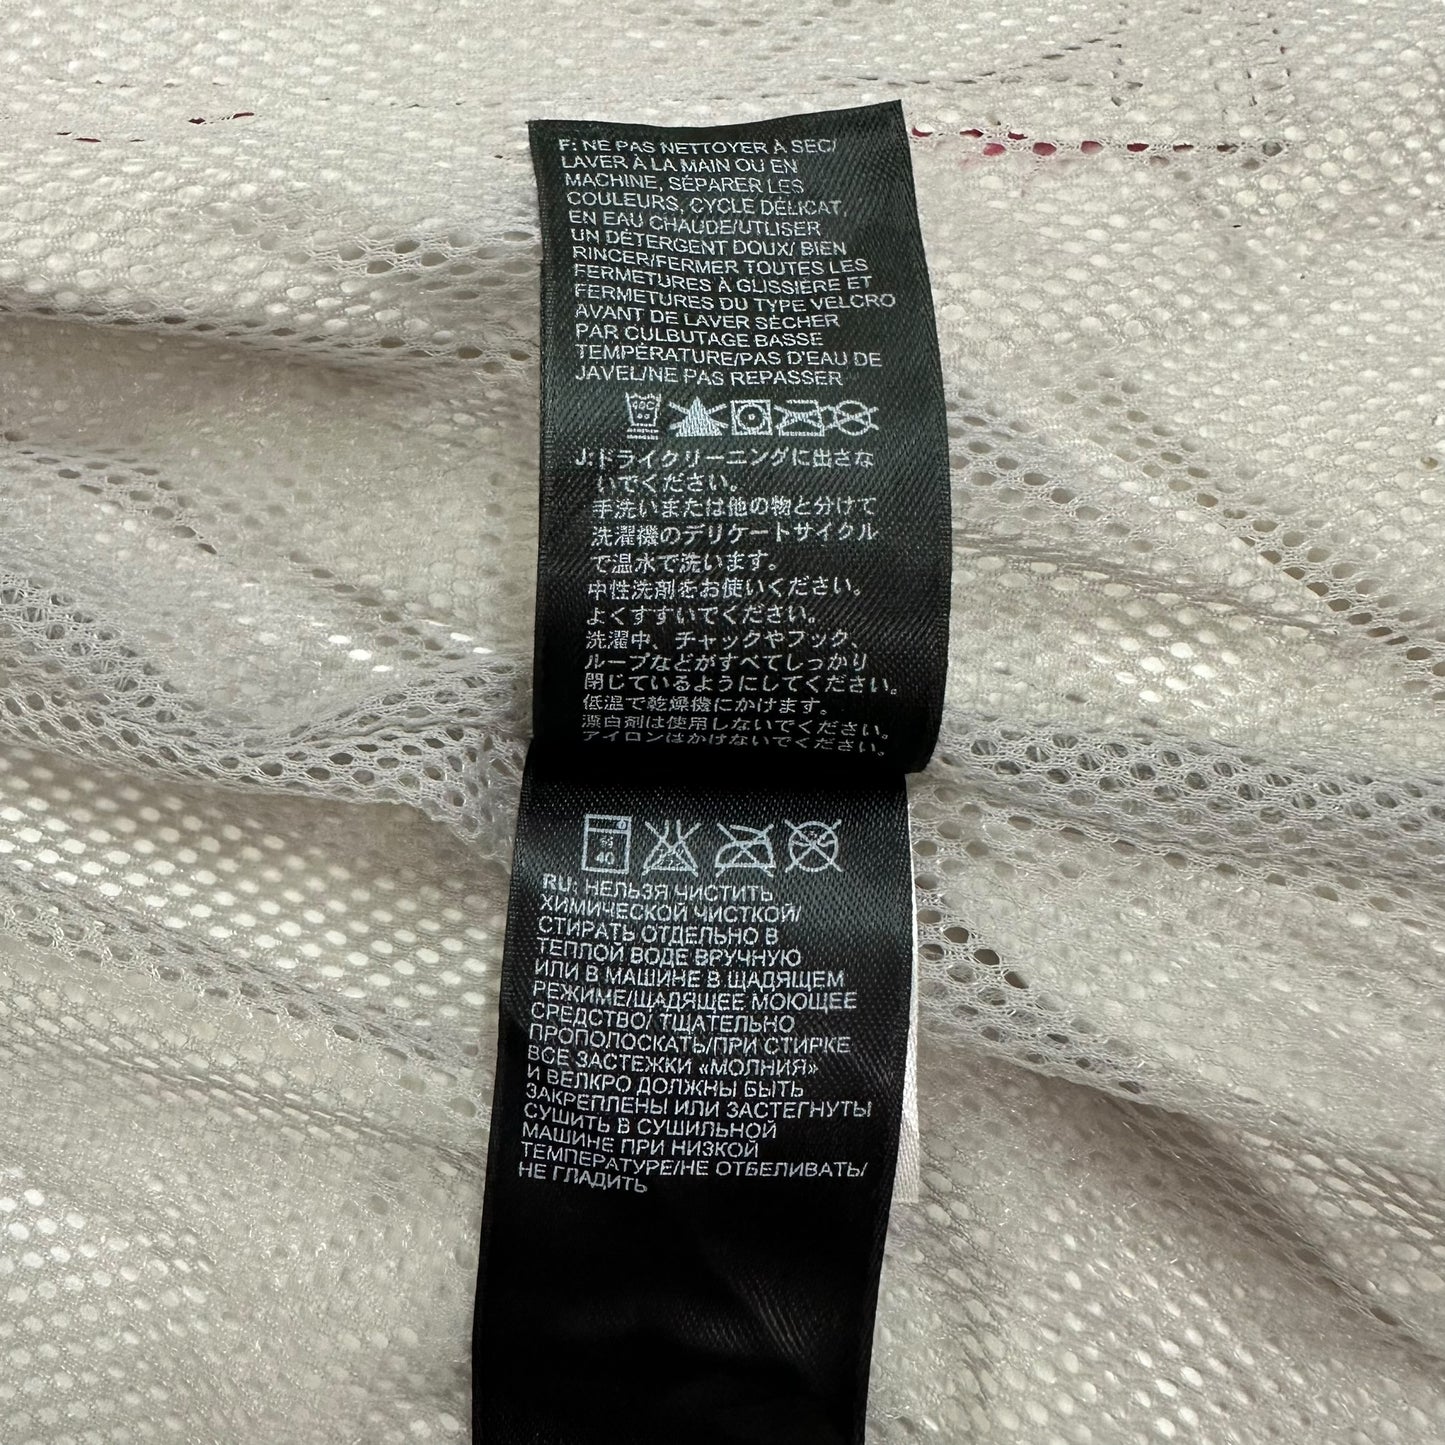 F: NE PAS NETTOYER À SEC/
LAVER À LA MAIN OU EN
MACHINE, SÉPARER LES
COULEURS, CYCLE DÉLICAT,
EN EAU CHAUDE/UTLISER
UN DÉTERGENT DOUX/ BIEN
RINCER/FERMER TOUTES LES
FERMETURES À GLISSIÈRE ET
FERMETURES DU TYPE VELCRO
AVANT DE LAVER SÉCHER
PAR CULBUTAGE BASSE
TEMPÉRATURE/PAS D'EAU DE
JAVEL/NE PAS REPASSER
J:ドライクリーニングに出さな
いでください。
手洗いまたは他の物と分けて
洗濯機のデリケートサイクル
で温水で洗います。
中性洗剤をお使いください。
よくすすいでください。
洗濯中、チャックやフック、
ループなどがすべてしっかり
閉じているようにしてください。
低温で乾燥機にかけます。
漂白剤は使用しないでください。
アイロンはかけないでください。
40
RU: НЕЛЬЗЯ ЧИСТИТЬ
ХИМИЧЕСКОЙ ЧИСТКОЙ/
СТИРАТЬ ОТДЕЛЬНО В
ТЕПЛОЙ ВОДЕ ВРУЧНУЮ
ИЛИ В МАШИНЕ В ЩАДЯЩЕМ
РЕЖИМЕ/ЩАДЯЩЕЕ МОЮЩЕЕ
СРЕДСТВО/ ТЩАТЕЛЬНО
ПРОПОЛОСКАТЬ/ПРИ СТИРКЕ
ВСЕ ЗАСТЕЖКИ «МОЛНИЯ»
И ВЕЛКРО ДОЛЖНЫ БЫТЬ
ЗАКРЕПЛЕНЫ ИЛИ ЗАСТЕГНУТЫ
СУШИТЬ В СУШИЛЬНОЙ
МАШИНЕ ПРИ НИЗКОЙ
ТЕМПЕРАТУРЕ/НЕ ОТБЕЛИВАТЬ/
НЕ ГЛАДИТЬ